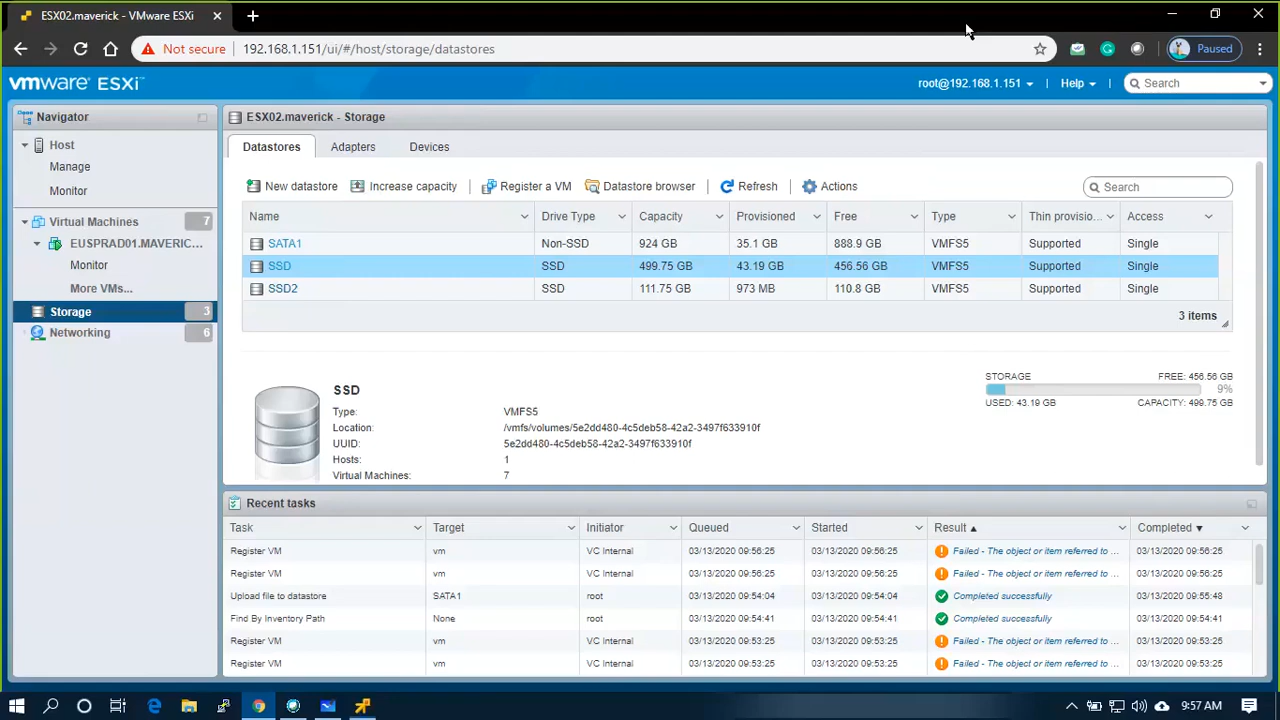 ESX02.maverick - VMware ESXi
Not secure 192.168.1.151/ui/#/host/storage/datastores Paused
vmware ESXi root@192.168.1.151 Help Search
Navigator
Host
Manage
Monitor
Virtual Machines 7
EUSPRAD01.MAVERIC...
Monitor
More VMs...
Storage 3
Networking 6
ESX02.maverick - Storage
Datastores Adapters Devices
New datastore Increase capacity Register a VM Datastore browser Refresh Actions Search
Name Drive Type Capacity Provisioned Free Type Thin provisio... Access
SATA1 Non-SSD 924 GB 35.1 GB 888.9 GB VMFS5 Supported Single
SSD SSD 499.75 GB 43.19 GB 456.56 GB VMFS5 Supported Single
SSD2 SSD 111.75 GB 973 MB 110.8 GB VMFS5 Supported Single
3 items
SSD
Type: VMFS5
Location: /vmfs/volumes/5e2dd480-4c5deb58-42a2-3497f633910f
UUID: 5e2dd480-4c5deb58-42a2-3497f633910f
Hosts: 1
Virtual Machines: 7
STORAGE FREE: 456.56 GB
9%
USED: 43.19 GB CAPACITY: 499.75 GB
Recent tasks
Task Target Initiator Queued Started Result Completed
Register VM vm VC Internal 03/13/2020 09:56:25 03/13/2020 09:56:25 Failed - The object or item referred to ... 03/13/2020 09:56:25
Register VM vm VC Internal 03/13/2020 09:56:25 03/13/2020 09:56:25 Failed - The object or item referred to ... 03/13/2020 09:56:25
Upload file to datastore SATA1 root 03/13/2020 09:54:04 03/13/2020 09:54:04 Completed successfully 03/13/2020 09:55:48
Find By Inventory Path None root 03/13/2020 09:54:41 03/13/2020 09:54:41 Completed successfully 03/13/2020 09:54:41
Register VM vm VC Internal 03/13/2020 09:53:25 03/13/2020 09:53:25 Failed - The object or item referred to ... 03/13/2020 09:53:25
Register VM vm VC Internal 03/13/2020 09:53:25 03/13/2020 09:53:25 Failed - The object or item referred to ... 03/13/2020 09:53:25
9:57 AM